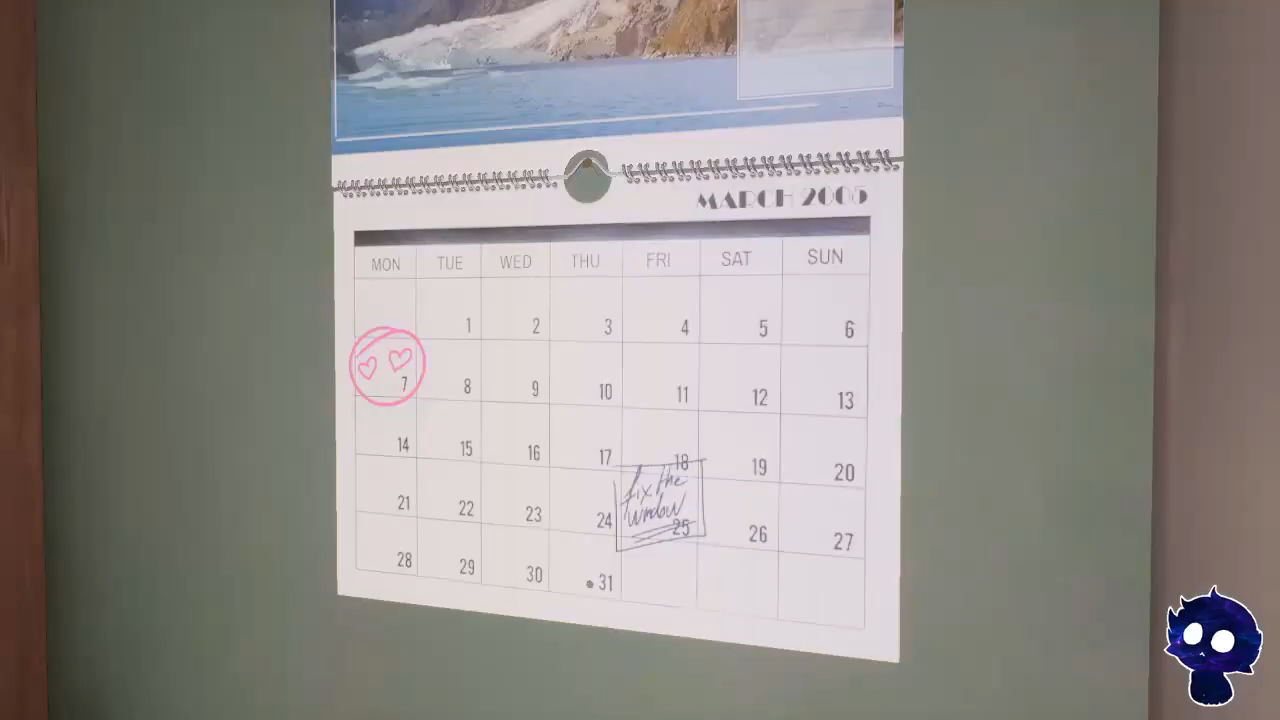 MARCH 2005
MON TUE WED THU FRI SAT SUN
1 2 3 4 5 6
7 8 9 10 11 12 13
14 15 16 17 18 19 20
21 22 23 24 25 26 27
fix the
window
28 29 30 31